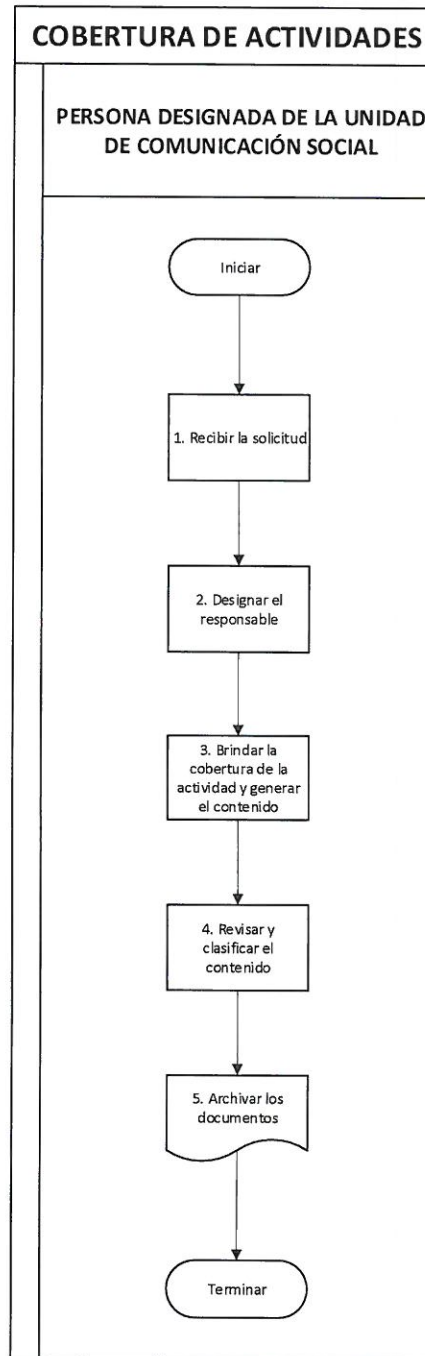 COBERTURA DE ACTIVIDADES
PERSONA DESIGNADA DE LA UNIDAD
DE COMUNICACIÓN SOCIAL
Iniciar
1. Recibir la solicitud
2. Designar el
responsable
3. Brindar la
cobertura de la
actividad y generar
el contenido
4. Revisar y
clasificar el
contenido
5. Archivar los
documentos
Terminar